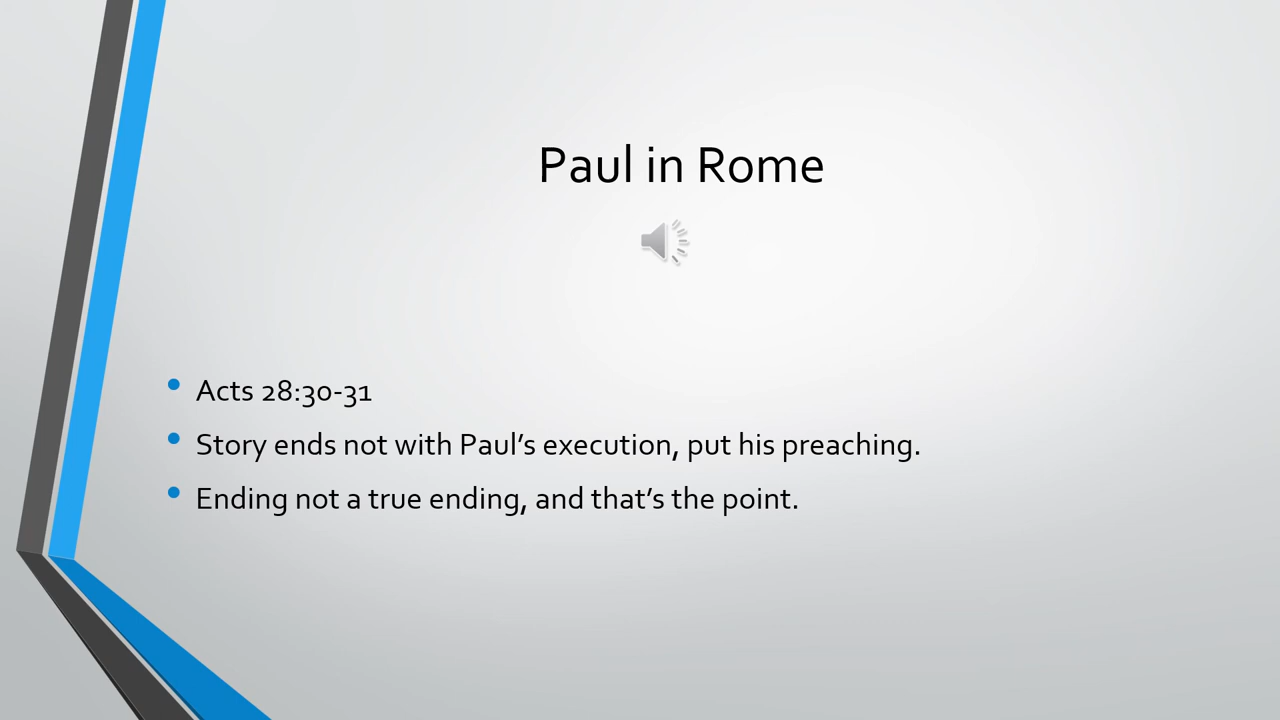 Paul in Rome
Acts 28:30-31
Story ends not with Paul’s execution, put his preaching.
Ending not a true ending, and that’s the point.